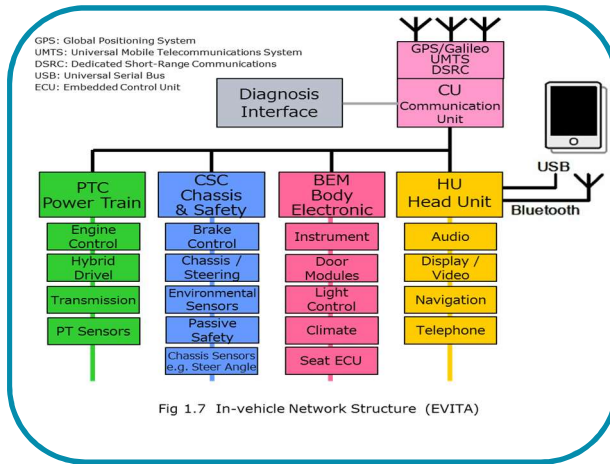 GPS: Global Positioning System
UMTS: Universal Mobile Telecommunications System
DSRC: Dedicated Short-Range Communications
USB: Universal Serial Bus
ECU: Embedded Control Unit
GPS/Galileo
UMTS
DSRC
CU
Communication
Unit
Diagnosis
Interface
USB
Bluetooth
PTC
Power Train
Engine
Control
Hybrid
Drivel
Transmission
PT Sensors
CSC
Chassis
& Safety
Brake
Control
Chassis /
Steering
Environmental
Sensors
Passive
Safety
Chassis Sensors
e.g. Steer Angle
BEM
Body
Electronic
Instrument
Door
Modules
Light
Control
Climate
Seat ECU
HU
Head Unit
Audio
Display /
Video
Navigation
Telephone
Fig 1.7 In-vehicle Network Structure (EVITA)